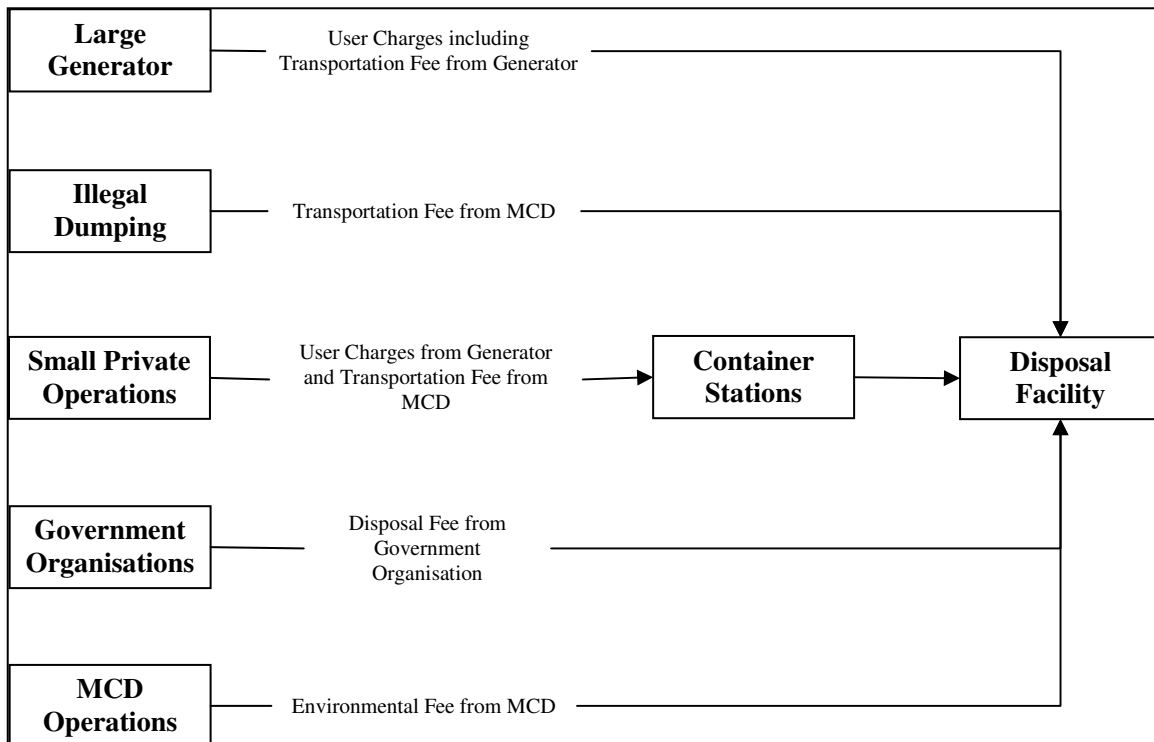 Large
Generator
User Charges including
Transportation Fee from Generator
Illegal
Dumping
Transportation Fee from MCD
Small Private
Operations
User Charges from Generator
and Transportation Fee from
MCD
Container
Stations
Disposal
Facility
Government
Organisations
Disposal Fee from
Government
Organisation
MCD
Operations
Environmental Fee from MCD